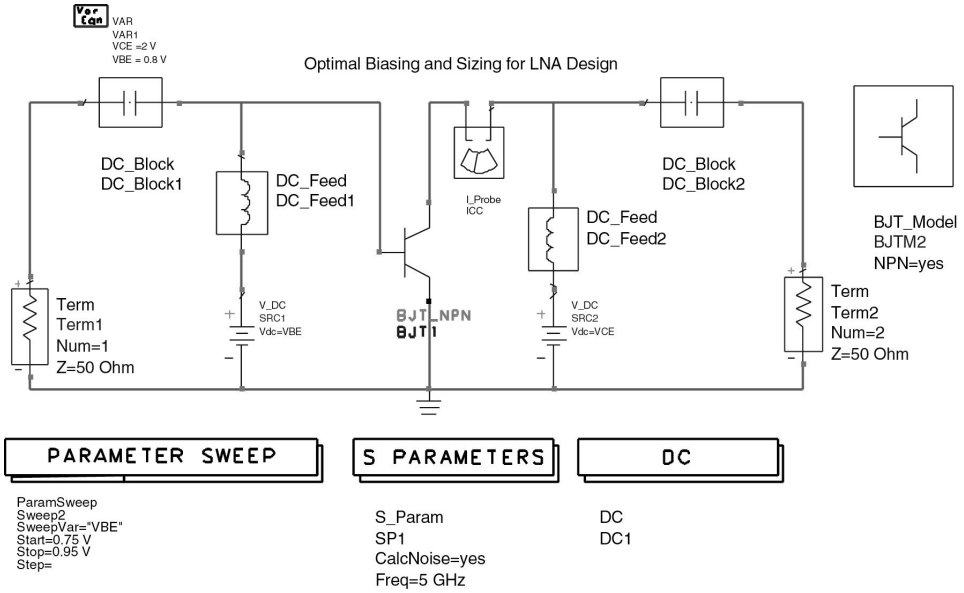 Var
Eqn
VAR
VAR1
VCE =2 V
VBE = 0.8 V
Optimal Biasing and Sizing for LNA Design
DC_Block
DC_Block1
DC_Feed
DC_Feed1
I_Probe
ICC
DC_Feed
DC_Feed2
DC_Block
DC_Block2
BJT_Model
BJTM2
NPN=yes
+
Term
Term1
Num=1
Z=50 Ohm
–
+
V_DC
SRC1
Vdc=VBE
–
BJT_NPN
BJT1
+
V_DC
SRC2
Vdc=VCE
–
+
Term
Term2
Num=2
Z=50 Ohm
–
PARAMETER SWEEP
ParamSweep
Sweep2
SweepVar="VBE"
Start=0.75 V
Stop=0.95 V
Step=
S PARAMETERS
S_Param
SP1
CalcNoise=yes
Freq=5 GHz
DC
DC
DC1